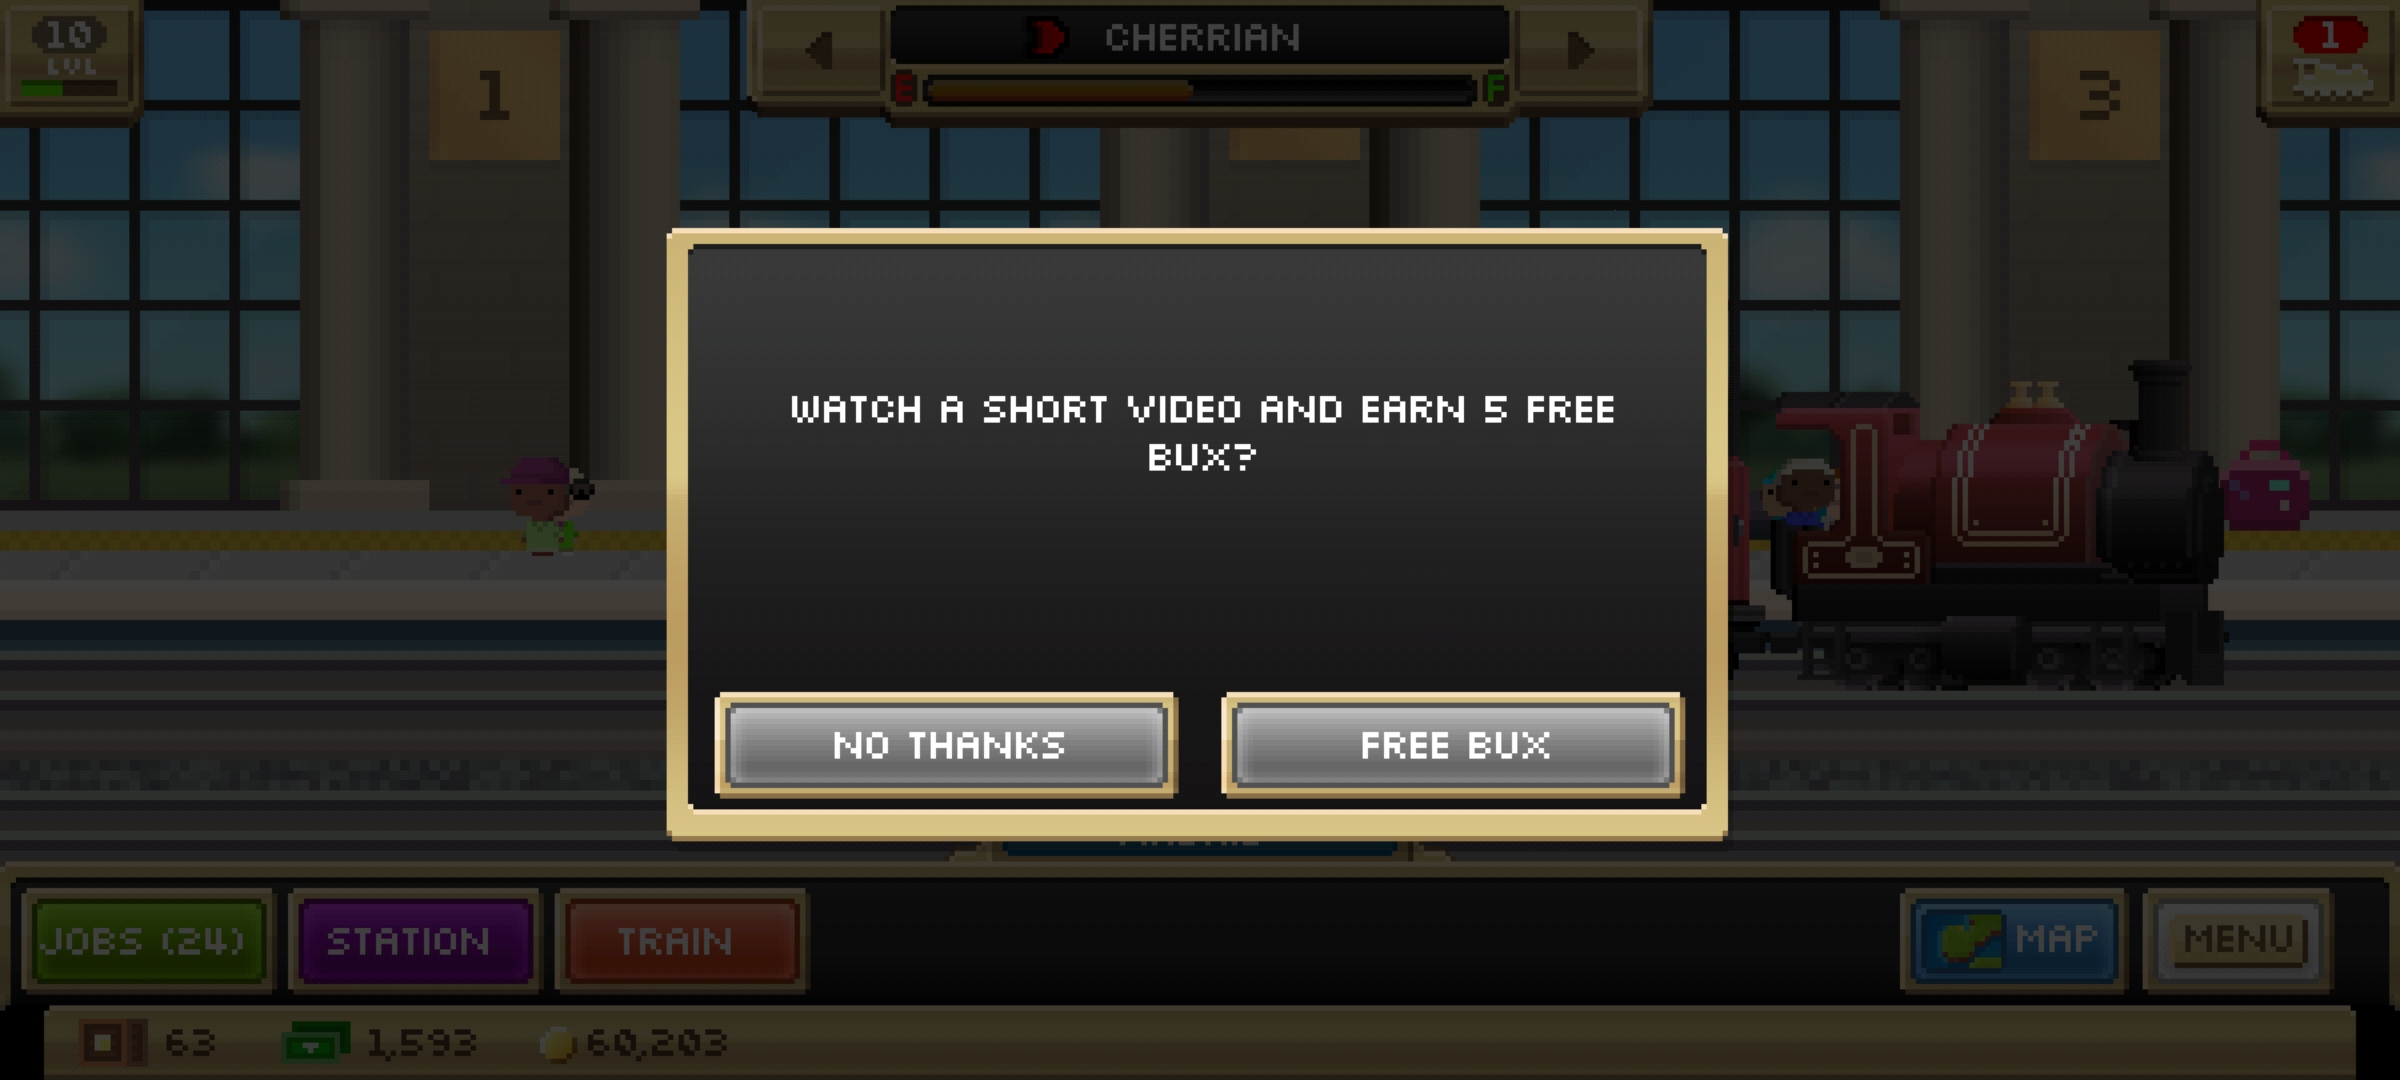 10
LVL
1
CHERRIAN
E
F
3
1
WATCH A SHORT VIDEO AND EARN 5 FREE
BUX?
NO THANKS
FREE BUX
JOBS (24)
STATION
TRAIN
MAP
MENU
63
1,593
60,203